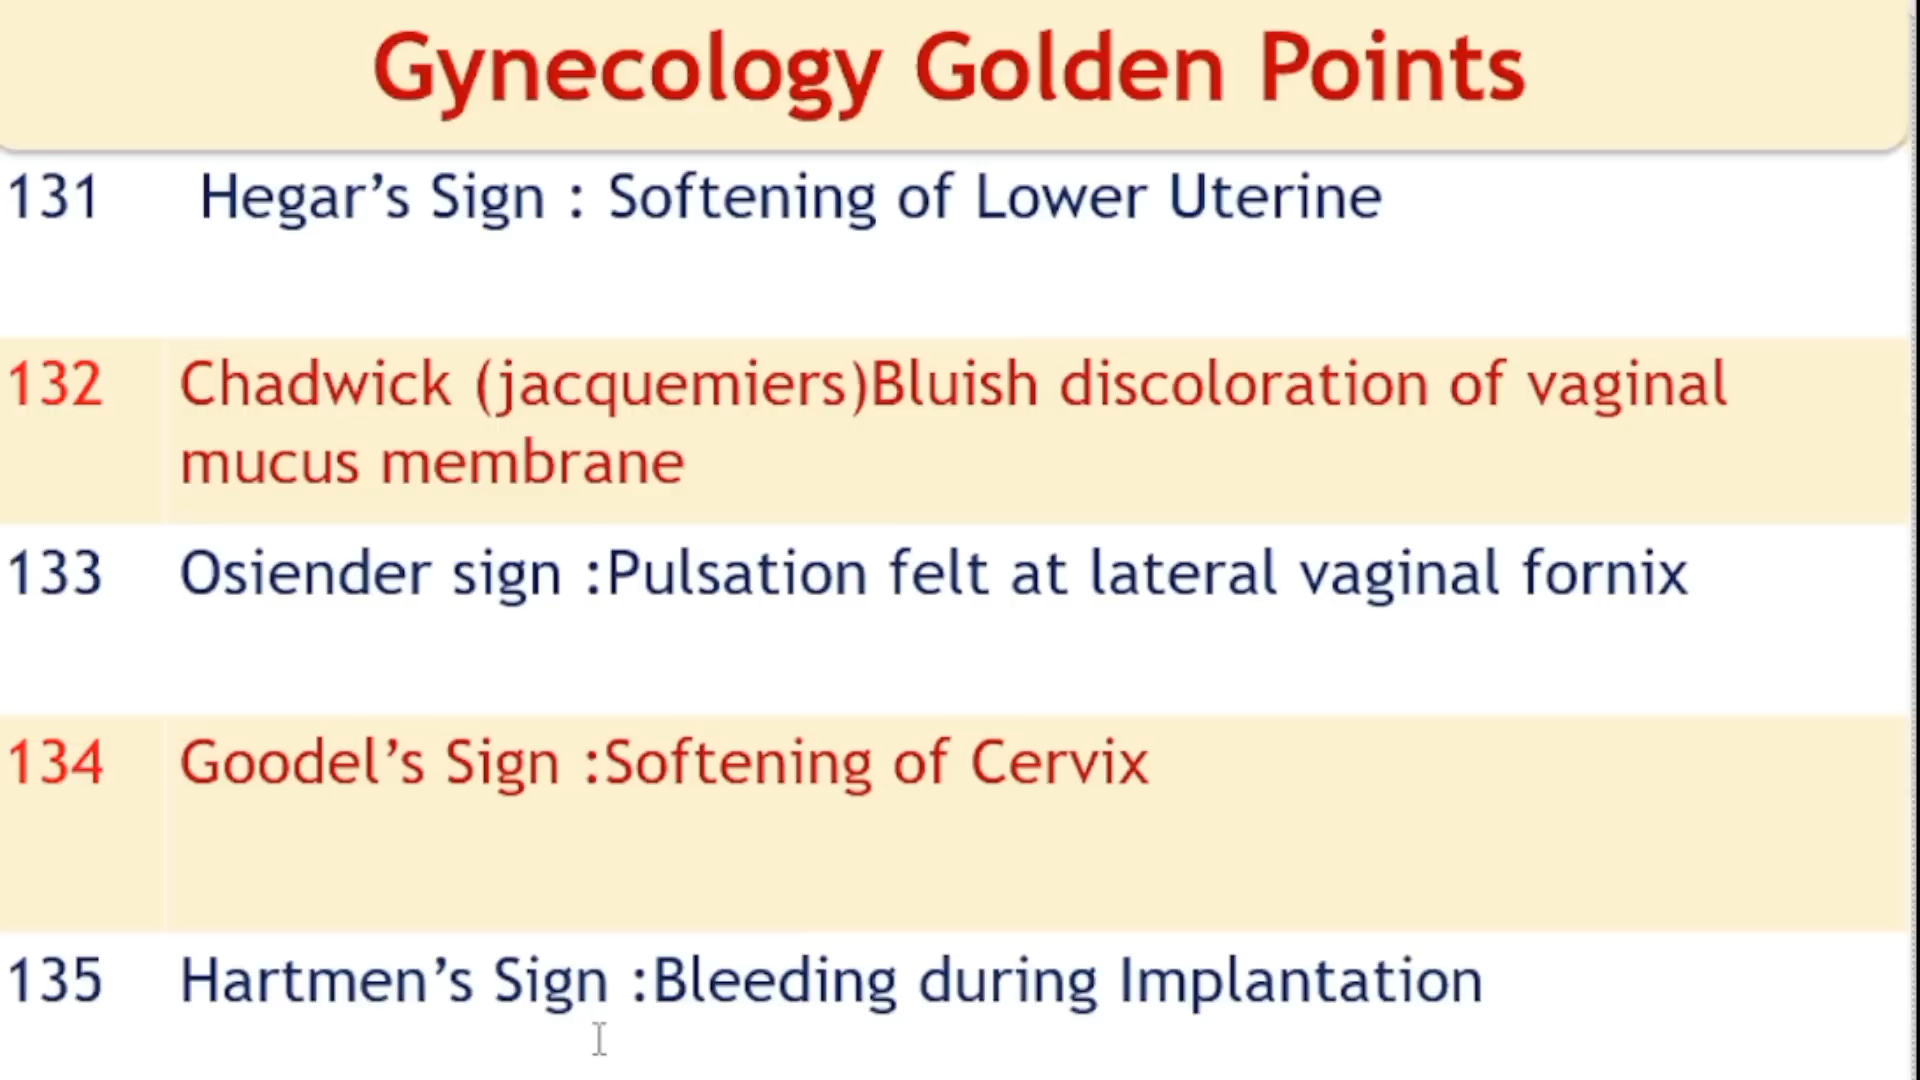 Gynecology Golden Points
131 Hegar’s Sign : Softening of Lower Uterine
132 Chadwick (jacquemiers)Bluish discoloration of vaginal
mucus membrane
133 Osiender sign :Pulsation felt at lateral vaginal fornix
134 Goodel’s Sign :Softening of Cervix
135 Hartmen’s Sign :Bleeding during Implantation